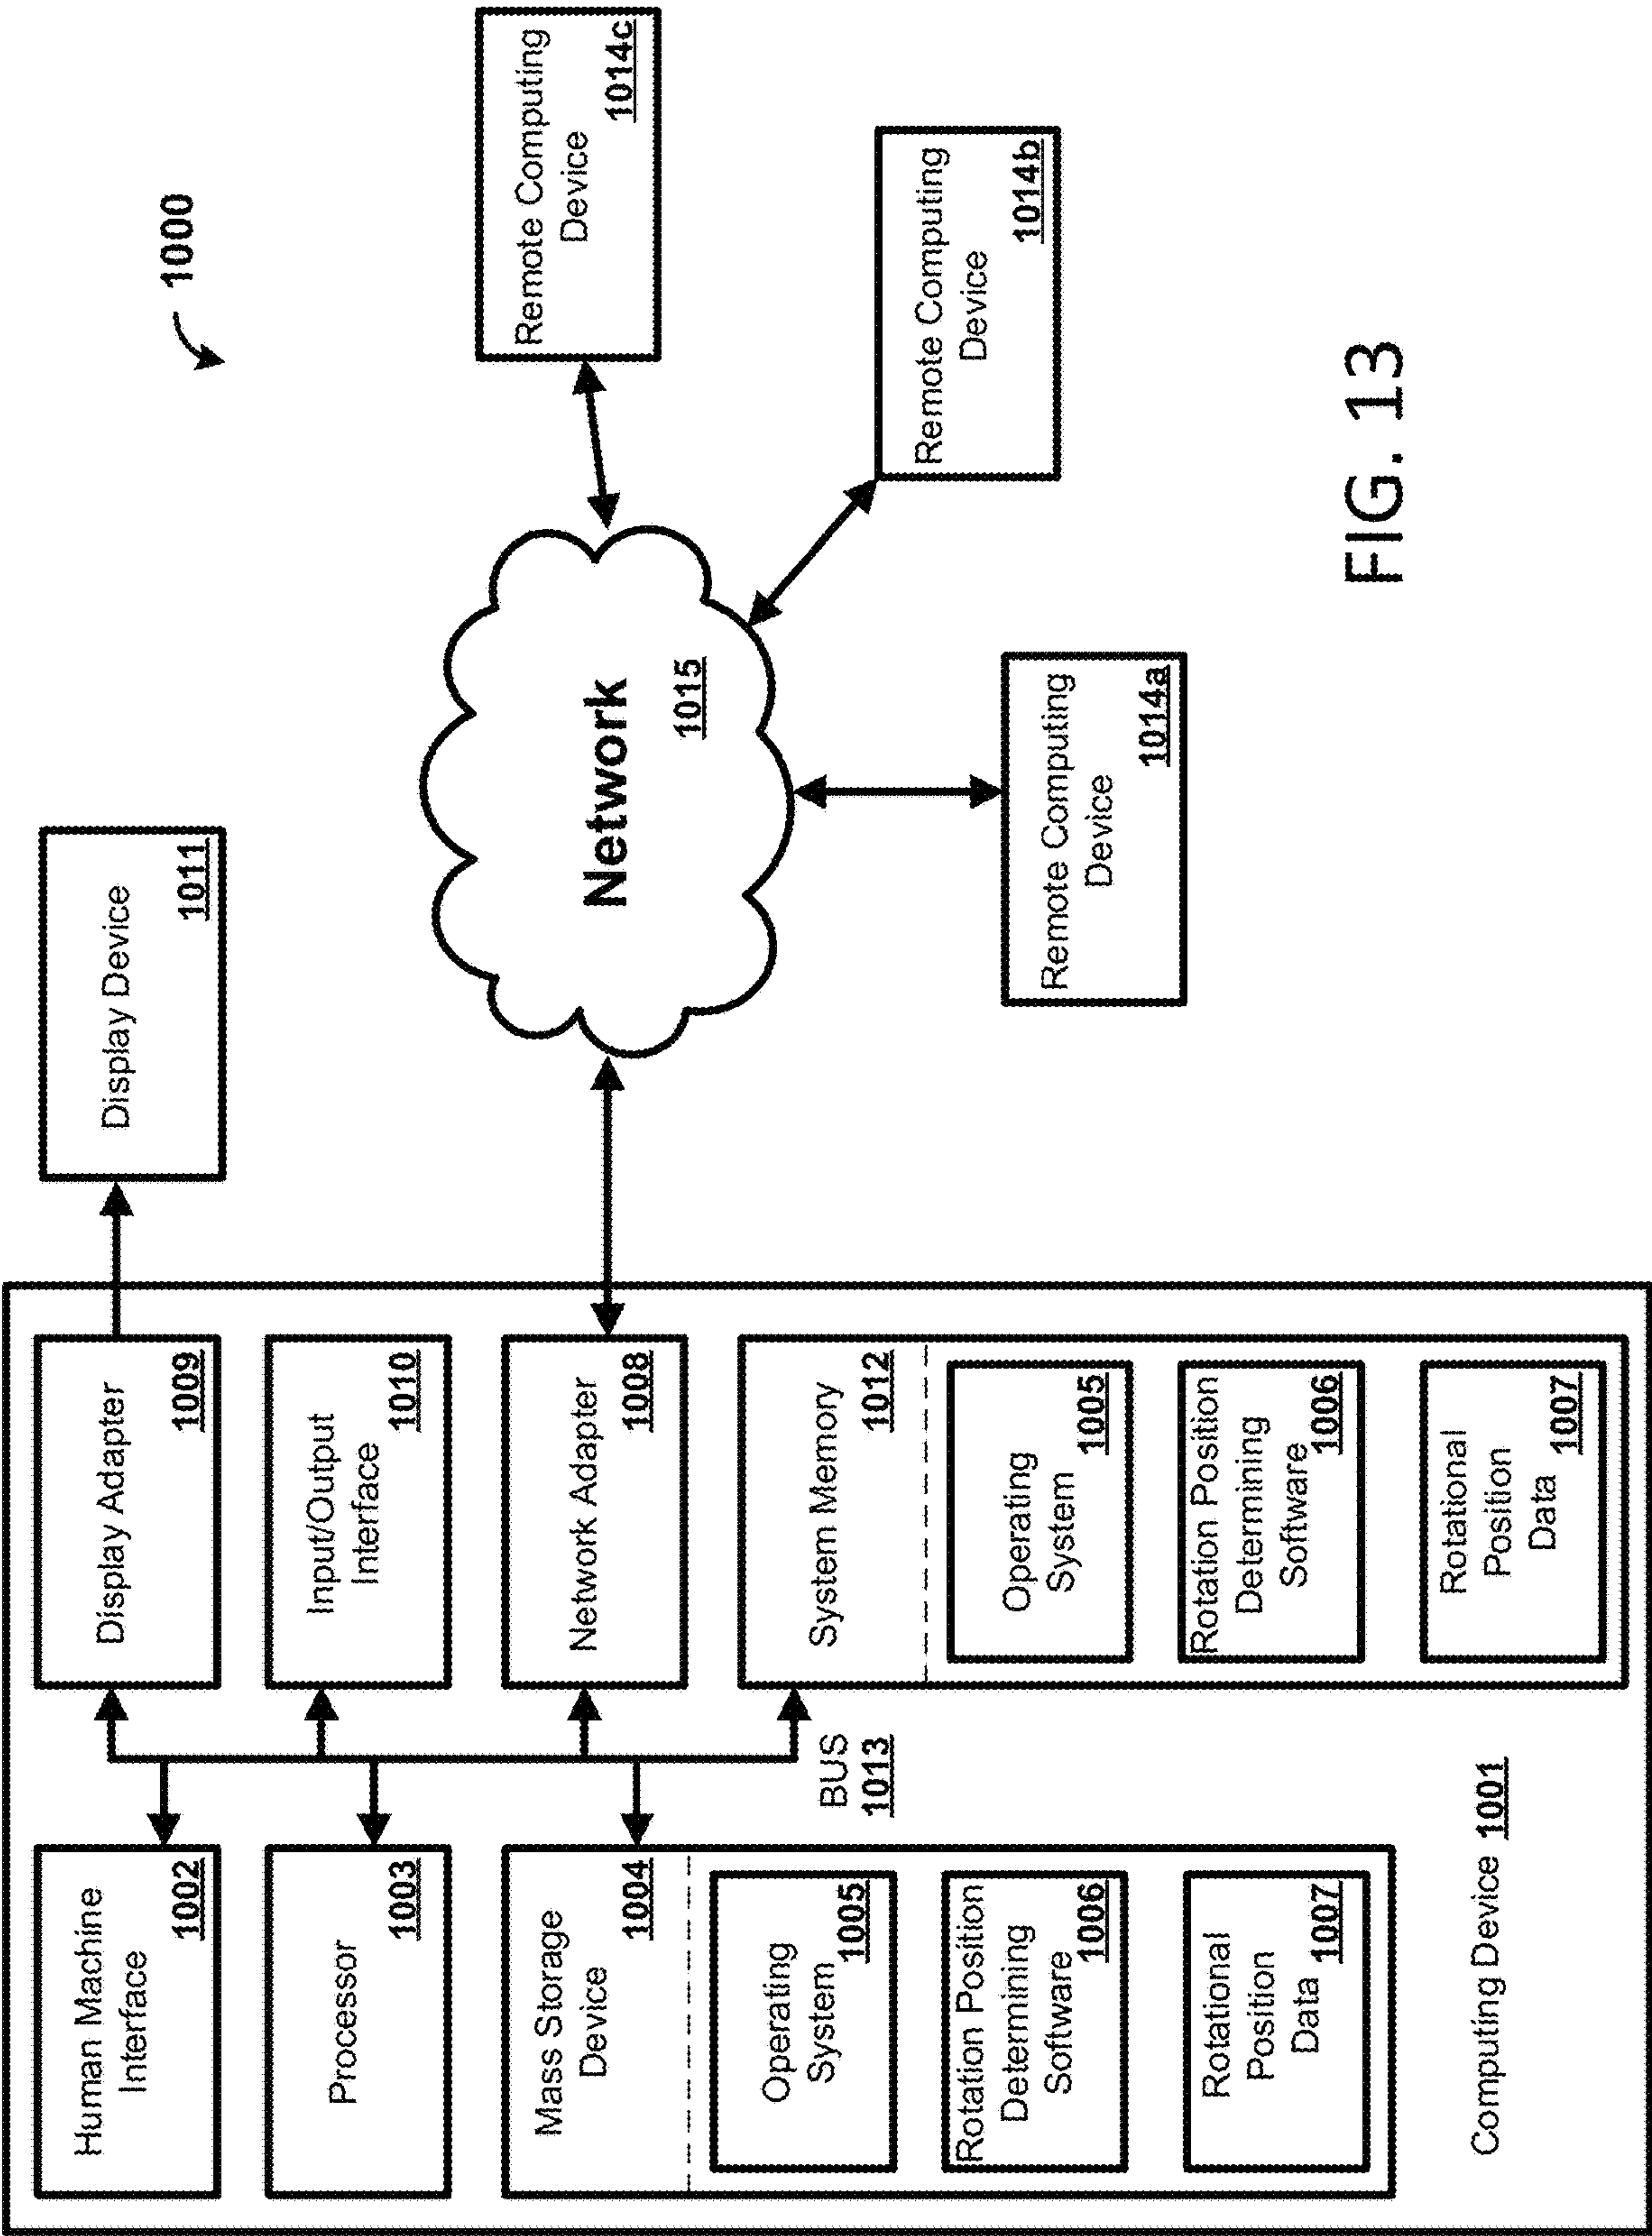 1000
Human Machine
Interface
1002
Processor
1003
Mass Storage
Device
1004
Operating
System
1005
Rotation Position
Determining
Software
1006
Rotational
Position
Data
1007
Computing Device 1001
BUS
1013
Display Adapter
1009
Input/Output
Interface
1010
Network Adapter
1008
System Memory
1012
Operating
System
1005
Rotation Position
Determining
Software
1006
Rotational
Position
Data
1007
Display Device
1011
Network
1015
Remote Computing
Device
1014a
Remote Computing
Device
1014b
Remote Computing
Device
1014c
FIG. 13